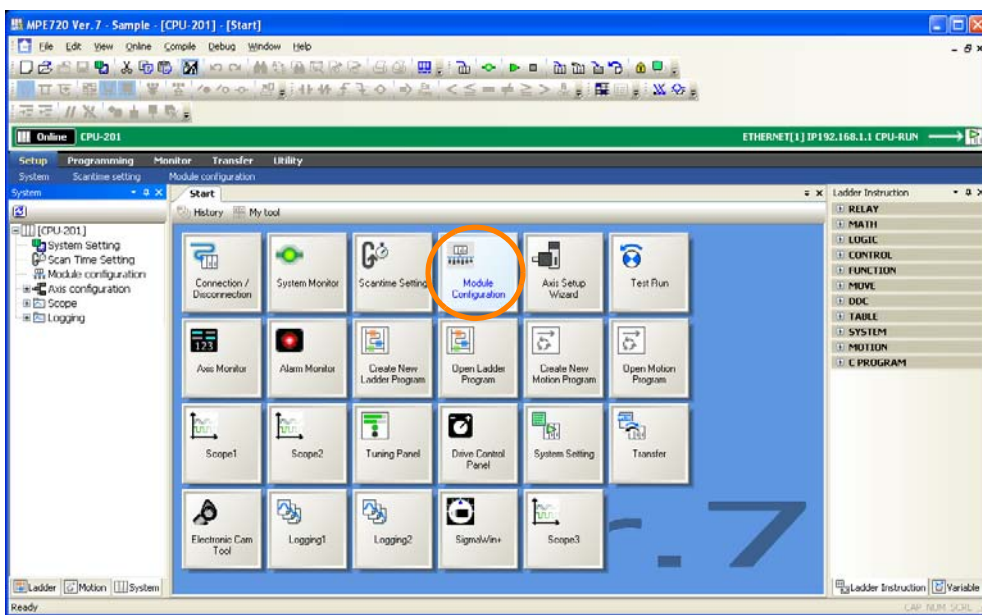 MPE720 Ver.7 - Sample - [CPU-201] - [Start]
File Edit View Online Compile Debug Window Help
Online CPU-201 ETHERNET[1] IP192.168.1.1 CPU-RUN
Setup Programming Monitor Transfer Utility
System Scantime setting Module configuration
System
Start
Ladder Instruction
History My tool
[CPU-201]
System Setting
Scan Time Setting
Module configuration
Axis configuration
Scope
Logging
Connection / Disconnection
System Monitor
Scantime Setting
Module Configuration
Axis Setup Wizard
Test Run
123
Axis Monitor
Alarm Monitor
Create New Ladder Program
Open Ladder Program
Create New Motion Program
Open Motion Program
Scope1
Scope2
Tuning Panel
Drive Control Panel
System Setting
Transfer
Electronic Cam Tool
Logging1
Logging2
SigmaWin+
Scope3
r.7
RELAY
MATH
LOGIC
CONTROL
FUNCTION
MOVE
DDC
TABLE
SYSTEM
MOTION
C PROGRAM
Ladder Motion System
Ladder Instruction Variable
Ready
CAP NUM SCRL